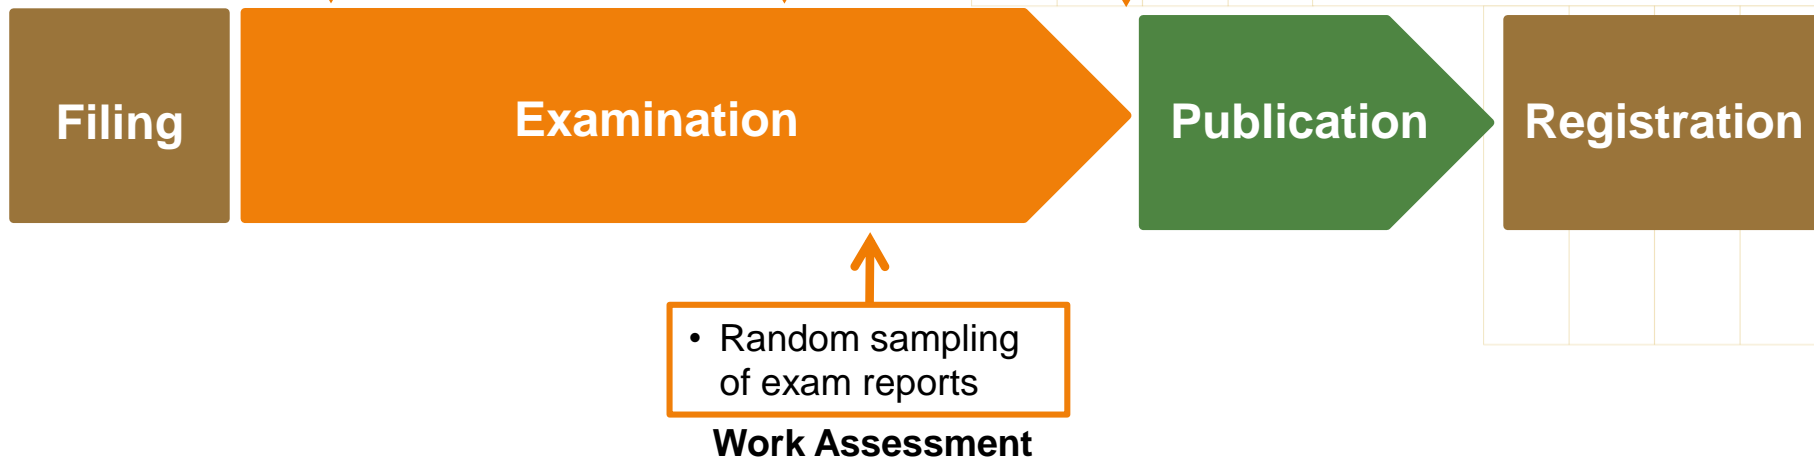 Filing
Examination
Publication
Registration
• Random sampling
of exam reports
Work Assessment